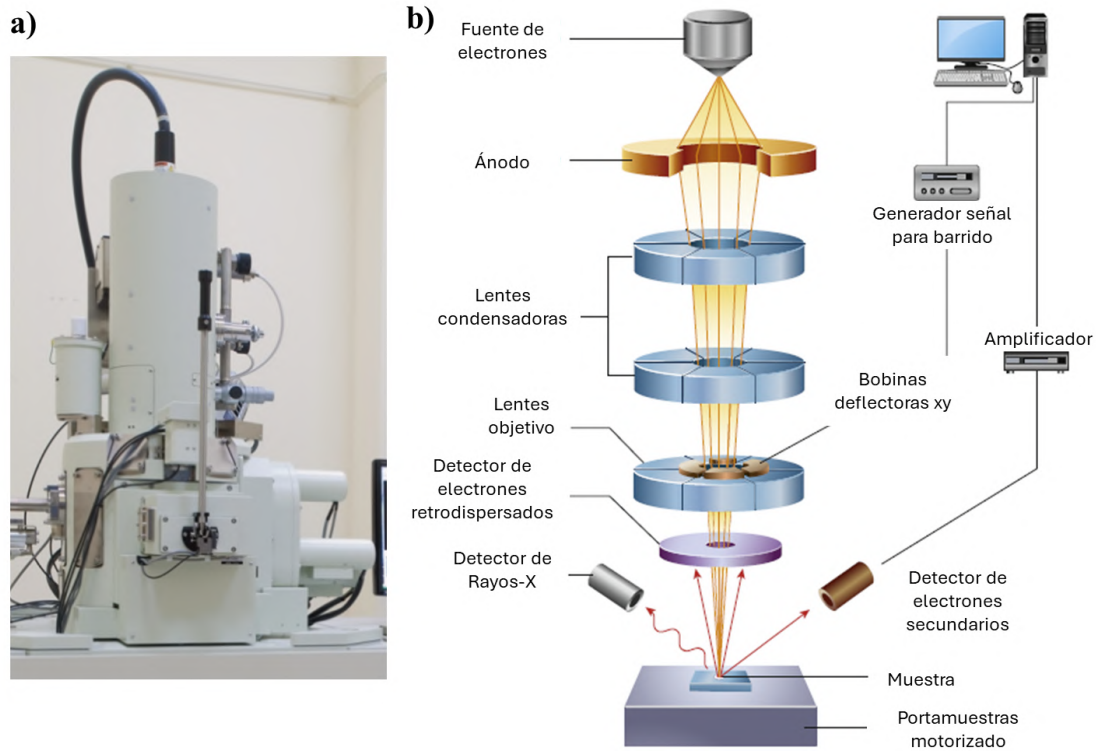 a)
b)
Fuente de
electrones
Ánodo
Generador señal
para barrido
Lentes
condensadoras
Amplificador
Bobinas
deflectoras xy
Lentes
objetivo
Detector de
electrones
retrodispersados
Detector de
Rayos-X
Detector de
electrones
secundarios
Muestra
Portamuestras
motorizado